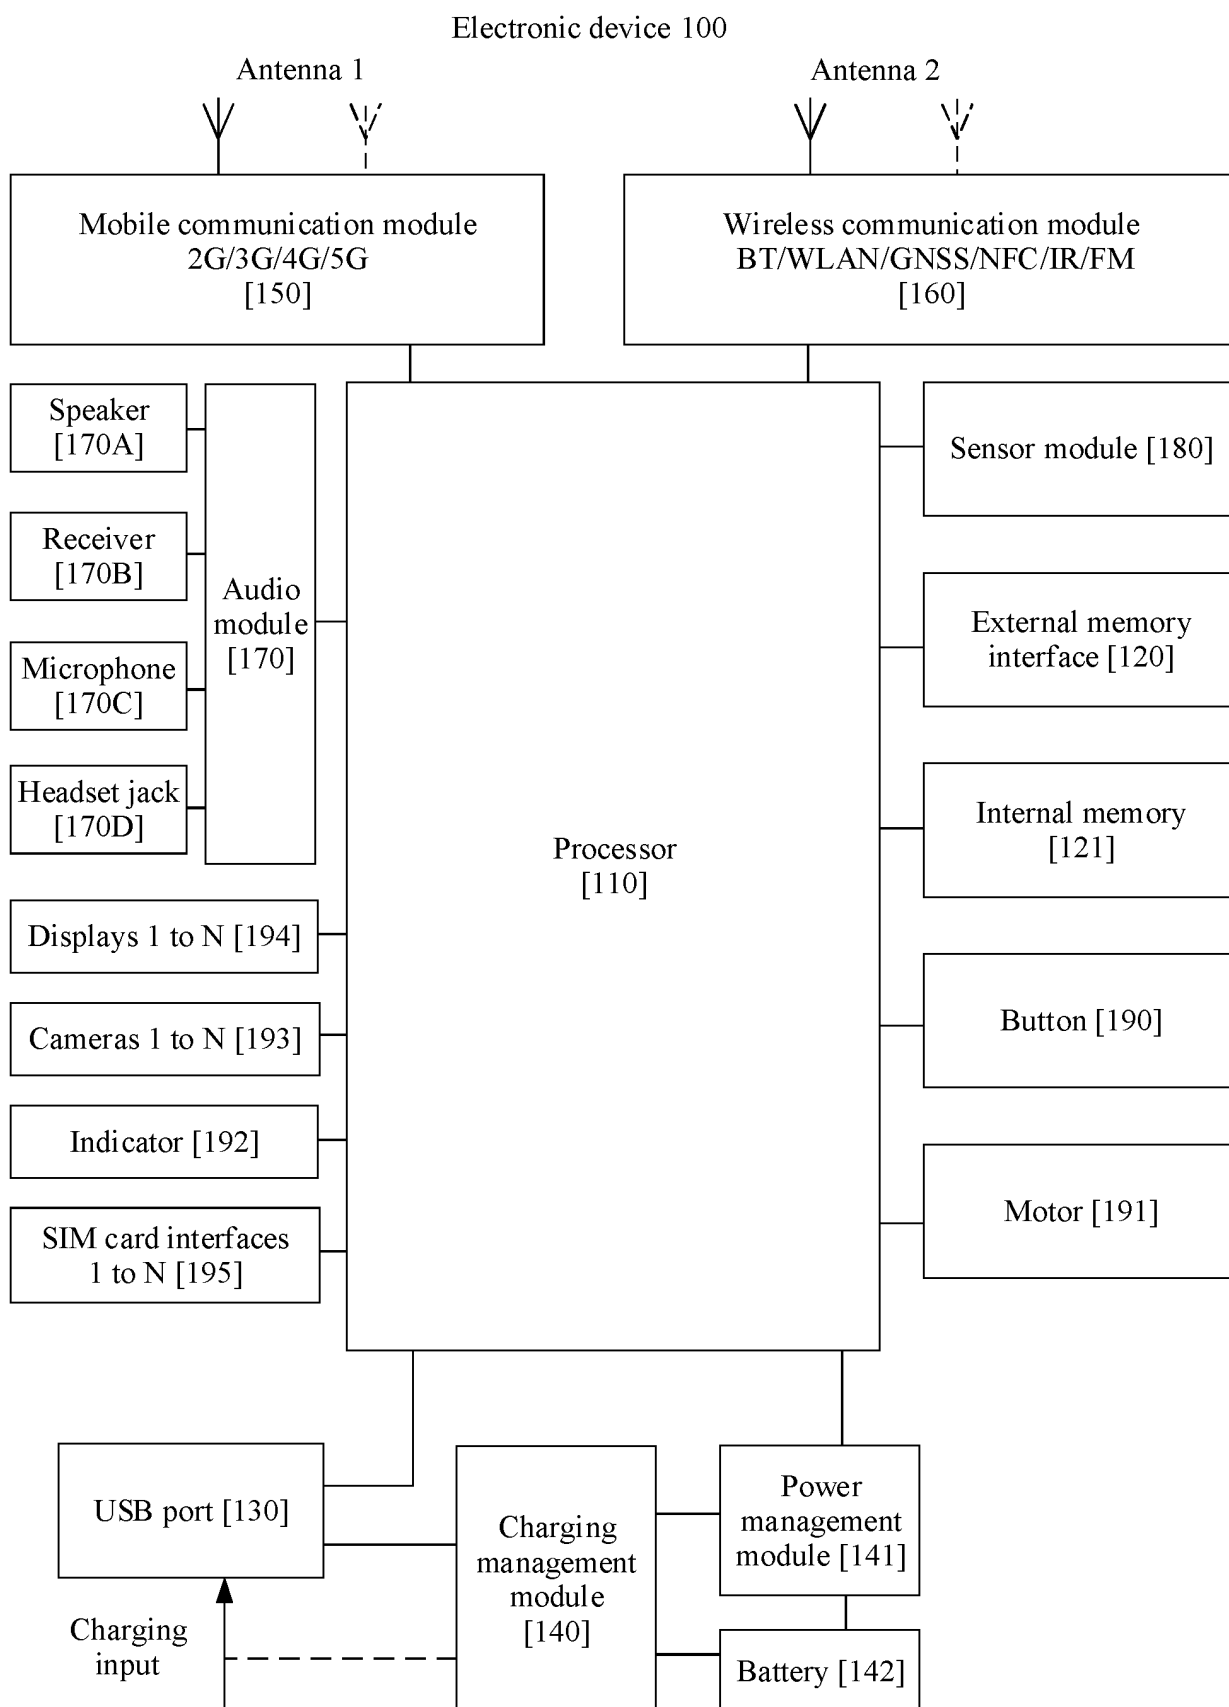 Electronic device 100
Antenna 1
Antenna 2
Mobile communication module
2G/3G/4G/5G
[150]
Wireless communication module
BT/WLAN/GNSS/NFC/IR/FM
[160]
Speaker
[170A]
Receiver
[170B]
Microphone
[170C]
Headset jack
[170D]
Audio
module
[170]
Displays 1 to N [194]
Cameras 1 to N [193]
Indicator [192]
SIM card interfaces
1 to N [195]
Processor
[110]
Sensor module [180]
External memory
interface [120]
Internal memory
[121]
Button [190]
Motor [191]
USB port [130]
Charging
input
Charging
management
module
[140]
Power
management
module [141]
Battery [142]